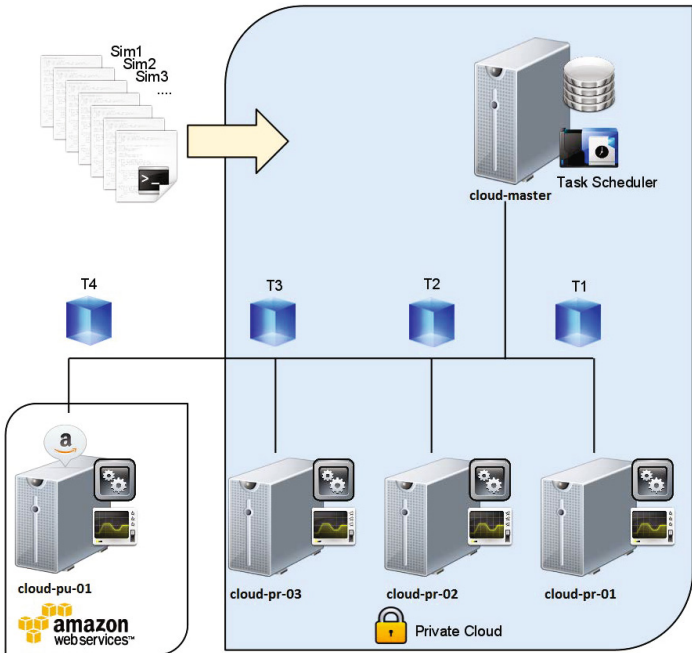 Sim1
Sim2
Sim3
....
>_
Task Scheduler
cloud-master
T4
T3
T2
T1
a
cloud-pu-01
cloud-pr-03
cloud-pr-02
cloud-pr-01
amazon
webservices™
Private Cloud